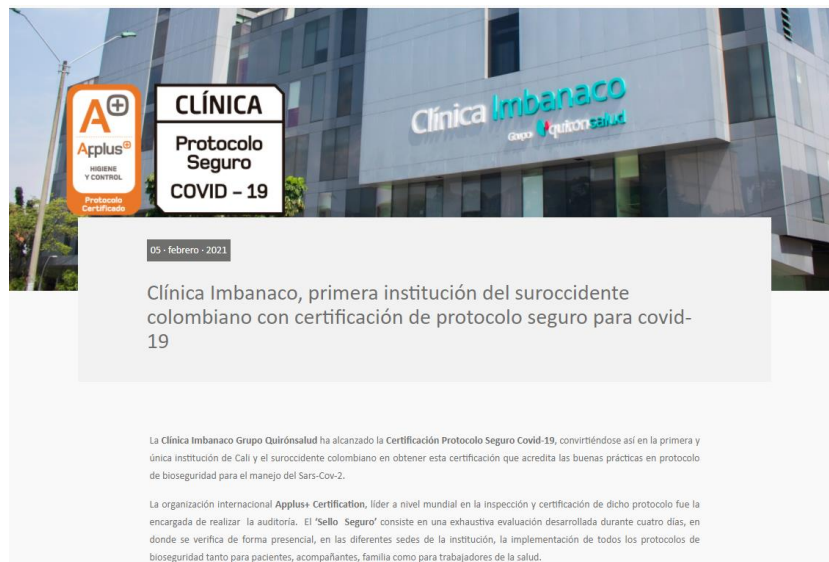 Clínica Imbanaco
Grupo quirónsalud
A+
Applus+
HIGIENE
Y CONTROL
Protocolo
Certificado
CLÍNICA
Protocolo
Seguro
COVID – 19
05 · febrero · 2021
Clínica Imbanaco, primera institución del suroccidente
colombiano con certificación de protocolo seguro para covid-
19
La Clínica Imbanaco Grupo Quirónsalud ha alcanzado la Certificación Protocolo Seguro Covid-19, convirtiéndose así en la primera y
única institución de Cali y el suroccidente colombiano en obtener esta certificación que acredita las buenas prácticas en protocolo
de bioseguridad para el manejo del Sars-Cov-2.
La organización internacional Applus+ Certification, líder a nivel mundial en la inspección y certificación de dicho protocolo fue la
encargada de realizar la auditoría. El ‘Sello Seguro’ consiste en una exhaustiva evaluación desarrollada durante cuatro días, en
donde se verifica de forma presencial, en las diferentes sedes de la institución, la implementación de todos los protocolos de
bioseguridad tanto para pacientes, acompañantes, familia como para trabajadores de la salud.